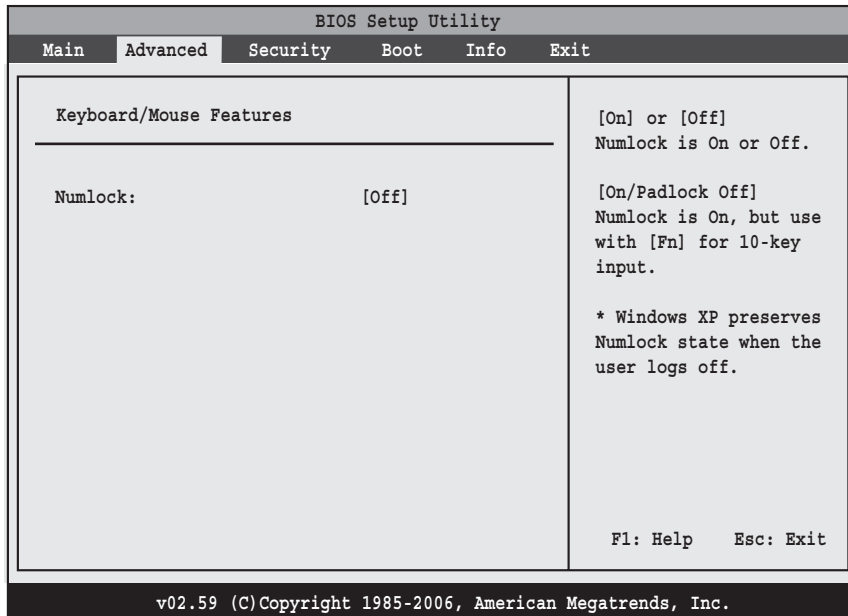 BIOS Setup Utility
Main Advanced Security Boot Info Exit
Keyboard/Mouse Features
Numlock: [Off]
[On] or [Off]
Numlock is On or Off.
[On/Padlock Off]
Numlock is On, but use
with [Fn] for 10-key
input.
* Windows XP preserves
Numlock state when the
user logs off.
F1: Help Esc: Exit
v02.59 (C)Copyright 1985-2006, American Megatrends, Inc.